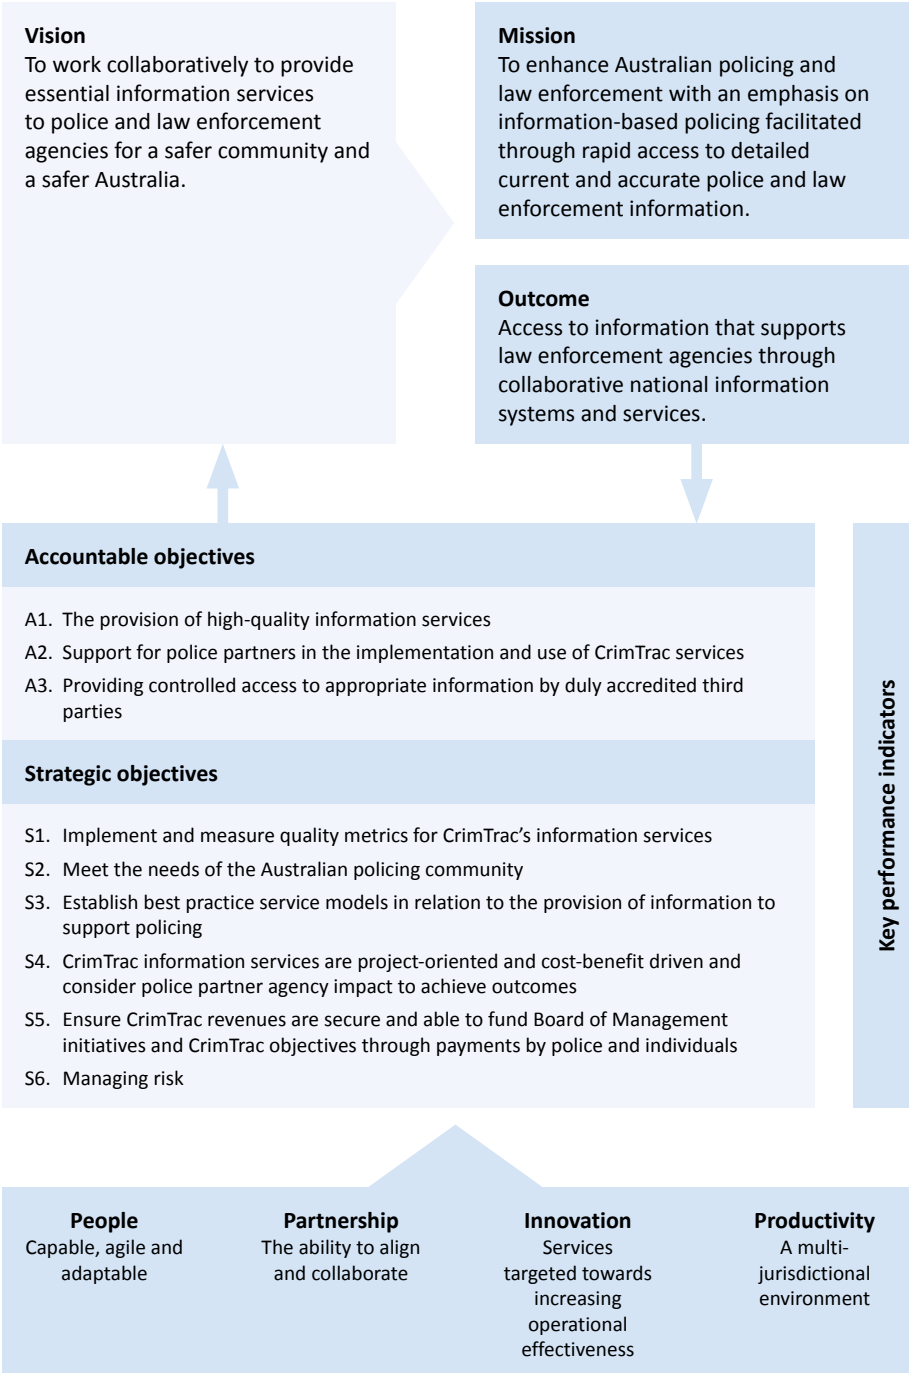 Vision
To work collaboratively to provide
essential information services
to police and law enforcement
agencies for a safer community and
a safer Australia.
Mission
To enhance Australian policing and
law enforcement with an emphasis on
information-based policing facilitated
through rapid access to detailed
current and accurate police and law
enforcement information.
Outcome
Access to information that supports
law enforcement agencies through
collaborative national information
systems and services.
Accountable objectives
A1. The provision of high-quality information services
A2. Support for police partners in the implementation and use of CrimTrac services
A3. Providing controlled access to appropriate information by duly accredited third
parties
Strategic objectives
S1. Implement and measure quality metrics for CrimTrac’s information services
S2. Meet the needs of the Australian policing community
S3. Establish best practice service models in relation to the provision of information to
support policing
S4. CrimTrac information services are project-oriented and cost-benefit driven and
consider police partner agency impact to achieve outcomes
S5. Ensure CrimTrac revenues are secure and able to fund Board of Management
initiatives and CrimTrac objectives through payments by police and individuals
S6. Managing risk
Key performance indicators
People
Capable, agile and
adaptable
Partnership
The ability to align
and collaborate
Innovation
Services
targeted towards
increasing
operational
effectiveness
Productivity
A multi-
jurisdictional
environment